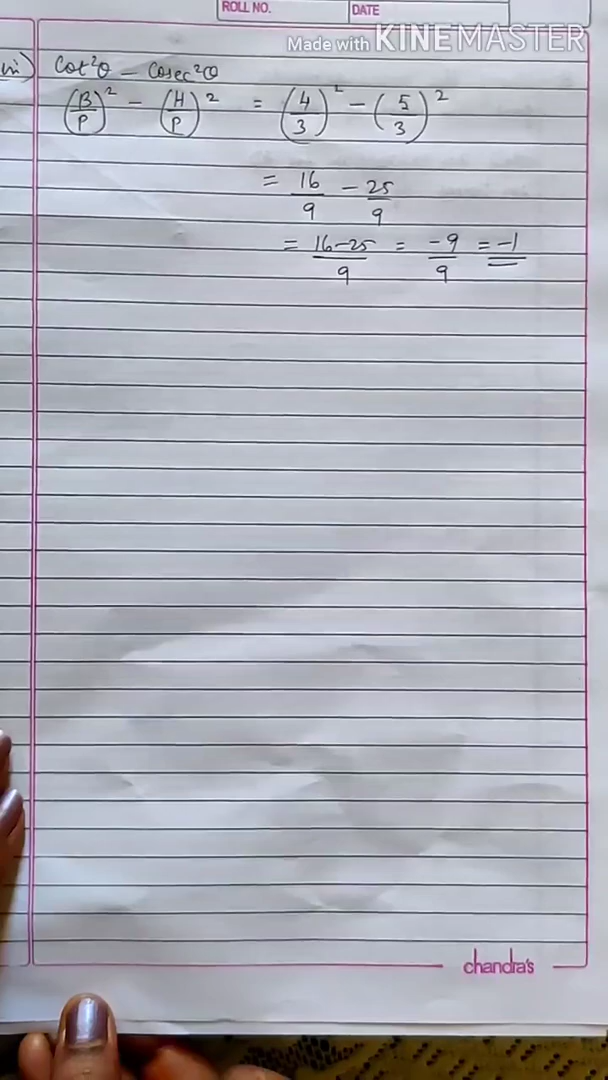 ROLL NO. DATE
Made with KINEMASTER
iii) Cot²θ - Cosec²θ
(B/P)² - (H/P)² = (4/3)² - (5/3)²
= 16/9 - 25/9
= 16-25/9 = -9/9 = -1
chandra's